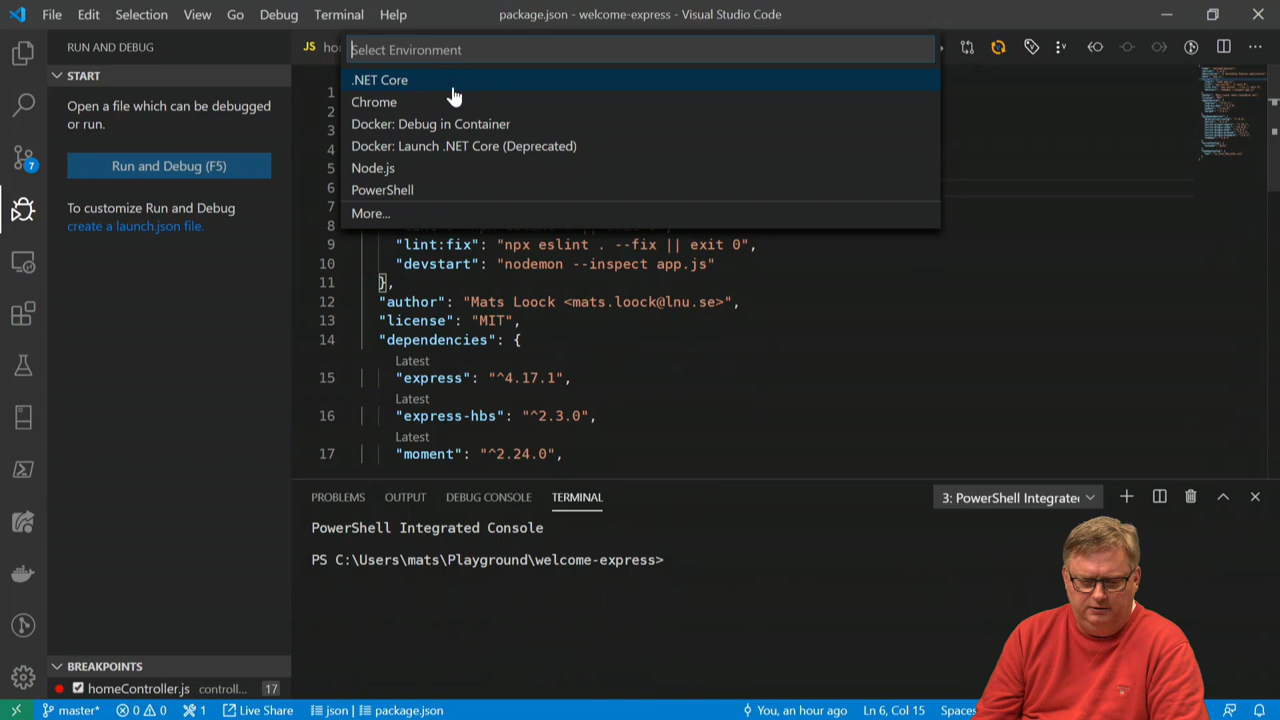 File Edit Selection View Go Debug Terminal Help package.json - welcome-express - Visual Studio Code
RUN AND DEBUG
START
Open a file which can be debugged
or run.
Run and Debug (F5)
To customize Run and Debug
create a launch.json file.
7
BREAKPOINTS
homeController.js controll... 17
JS
Select Environment
.NET Core
Chrome
Docker: Debug in Container
Docker: Launch .NET Core (Deprecated)
Node.js
PowerShell
More...
1
2
3
4
5
6
7
8
9 "lint:fix": "npx eslint . --fix || exit 0",
10 "devstart": "nodemon --inspect app.js"
11 },
12 "author": "Mats Loock <mats.loock@lnu.se>",
13 "license": "MIT",
14 "dependencies": {
Latest
15 "express": "^4.17.1",
Latest
16 "express-hbs": "^2.3.0",
Latest
17 "moment": "^2.24.0",
PROBLEMS OUTPUT DEBUG CONSOLE TERMINAL 3: PowerShell Integrate
PowerShell Integrated Console
PS C:\Users\mats\Playground\welcome-express>
master* 0 0 1 Live Share json | package.json You, an hour ago Ln 6, Col 15 Spaces